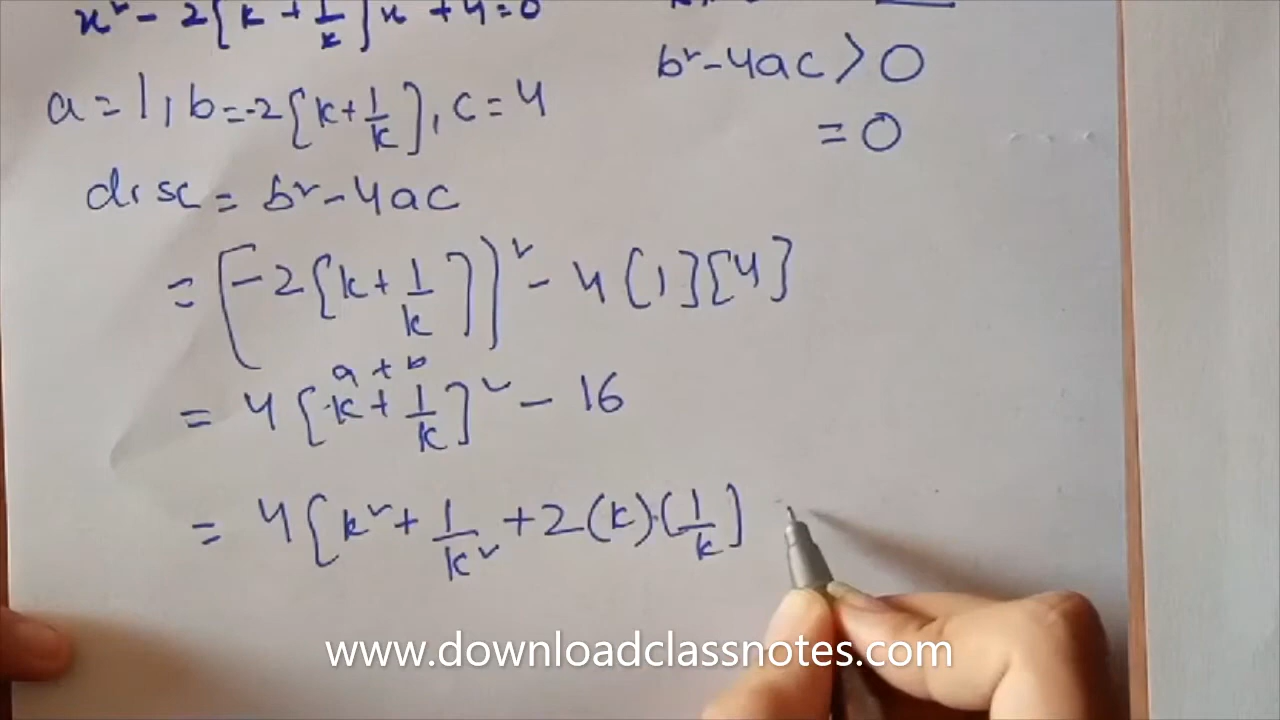 x² - 2[k + 1/k]x + 4 = 0
b² - 4ac > 0
= 0
a = 1, b = -2[k + 1/k], c = 4
disc = b² - 4ac
= [-2[k + 1/k]]² - 4[1][4]
a + b
= 4[k + 1/k]² - 16
= 4[k² + 1/k² + 2(k).(1/k]
www.downloadclassnotes.com